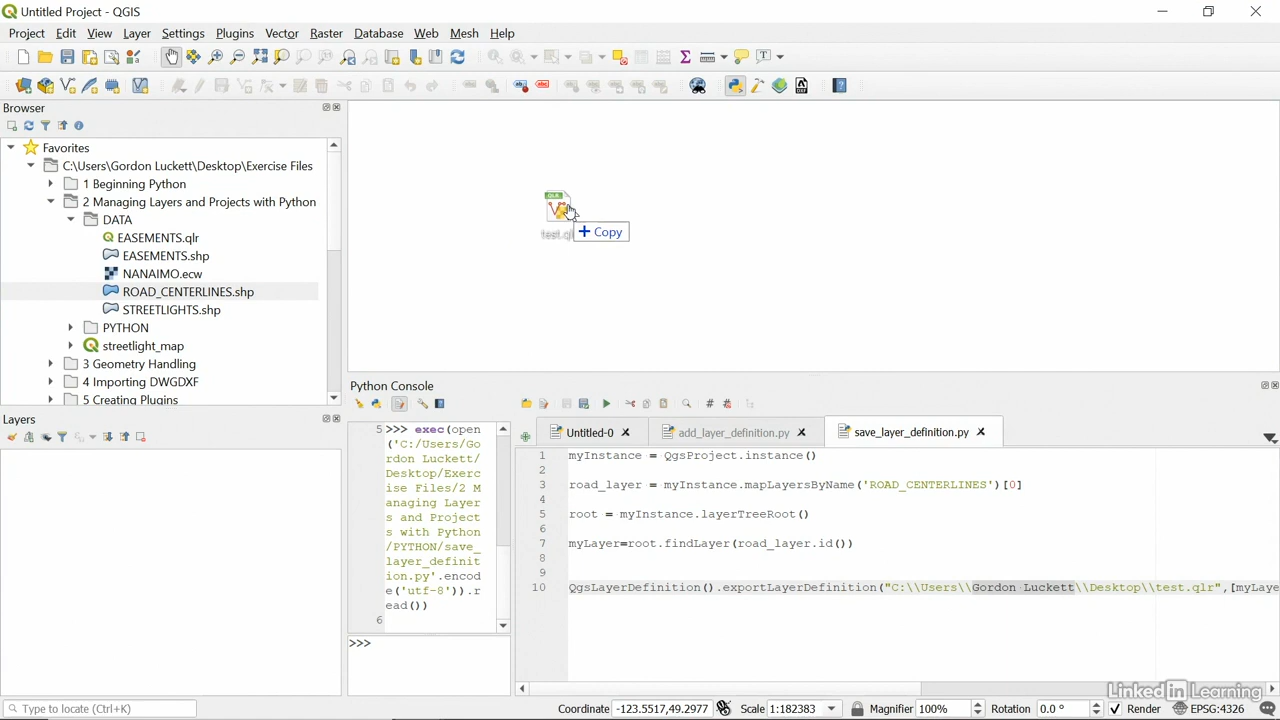 Untitled Project - QGIS
Project Edit View Layer Settings Plugins Vector Raster Database Web Mesh Help
Browser
Favorites
C:\Users\Gordon Luckett\Desktop\Exercise Files
1 Beginning Python
2 Managing Layers and Projects with Python
DATA
EASEMENTS.qlr
EASEMENTS.shp
NANAIMO.ecw
ROAD_CENTERLINES.shp
STREETLIGHTS.shp
PYTHON
streetlight_map
3 Geometry Handling
4 Importing DWGDXF
5 Creating Plugins
Layers
QLR
test.ql
+ Copy
Python Console
5 >>> exec(open
('C:/Users/Go
rdon Luckett/
Desktop/Exerc
ise Files/2 M
anaging Layer
s and Project
s with Python
/PYTHON/save_
layer_definit
ion.py'.encod
e('utf-8')).r
ead())
6
>>>
Untitled-0
add_layer_definition.py
save_layer_definition.py
1 myInstance = QgsProject.instance()
2
3 road_layer = myInstance.mapLayersByName('ROAD_CENTERLINES')[0]
4
5 root = myInstance.layerTreeRoot()
6
7 myLayer=root.findLayer(road_layer.id())
8
9
10 QgsLayerDefinition().exportLayerDefinition("C:\\Users\\Gordon Luckett\\Desktop\\test.qlr",[myLaye
Linked in Learning
Type to locate (Ctrl+K)
Coordinate -123.5517,49.2977 Scale 1:182383 Magnifier 100% Rotation 0.0 ° Render EPSG:4326